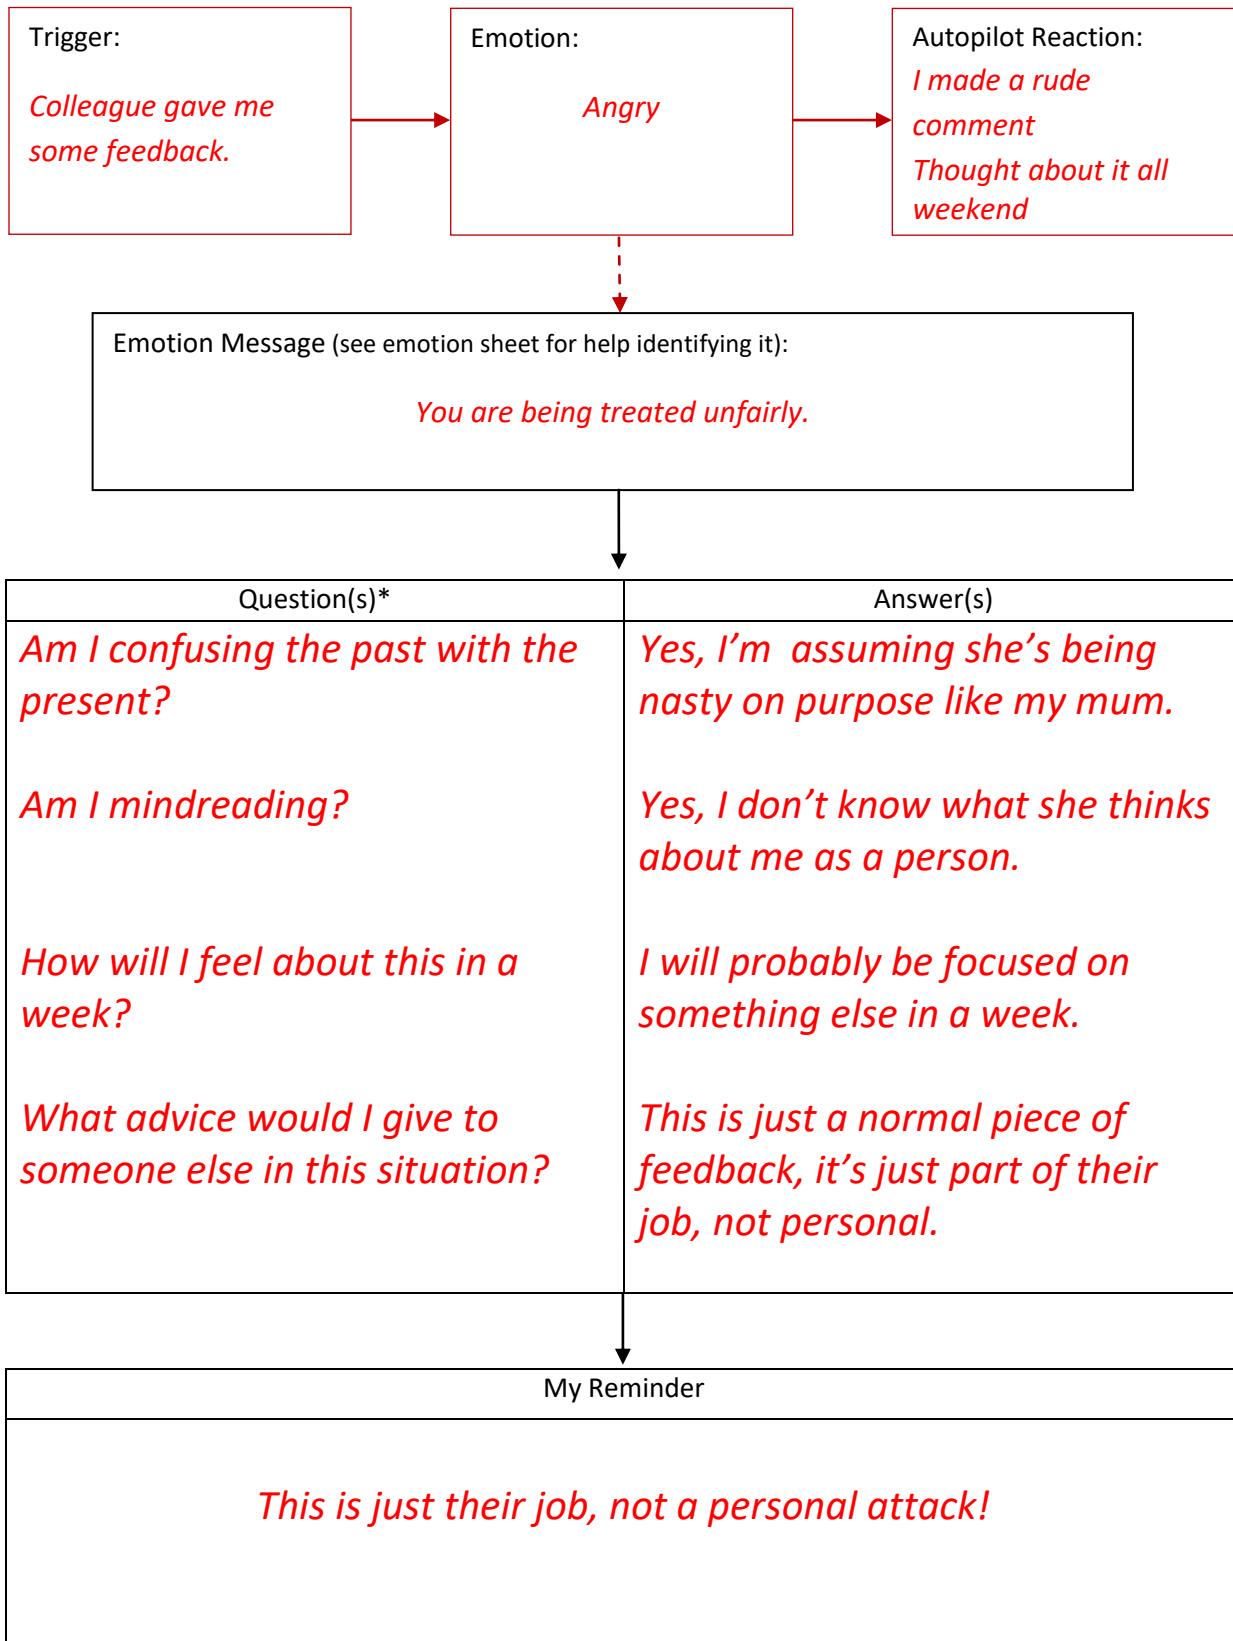 Trigger:
Colleague gave me
some feedback.
Emotion:
Angry
Autopilot Reaction:
I made a rude
comment
Thought about it all
weekend
Emotion Message (see emotion sheet for help identifying it):
You are being treated unfairly.
Question(s)*
Answer(s)
Am I confusing the past with the
present?
Yes, I’m  assuming she’s being
nasty on purpose like my mum.
Am I mindreading?
Yes, I don’t know what she thinks
about me as a person.
How will I feel about this in a
week?
I will probably be focused on
something else in a week.
What advice would I give to
someone else in this situation?
This is just a normal piece of
feedback, it’s just part of their
job, not personal.
My Reminder
This is just their job, not a personal attack!